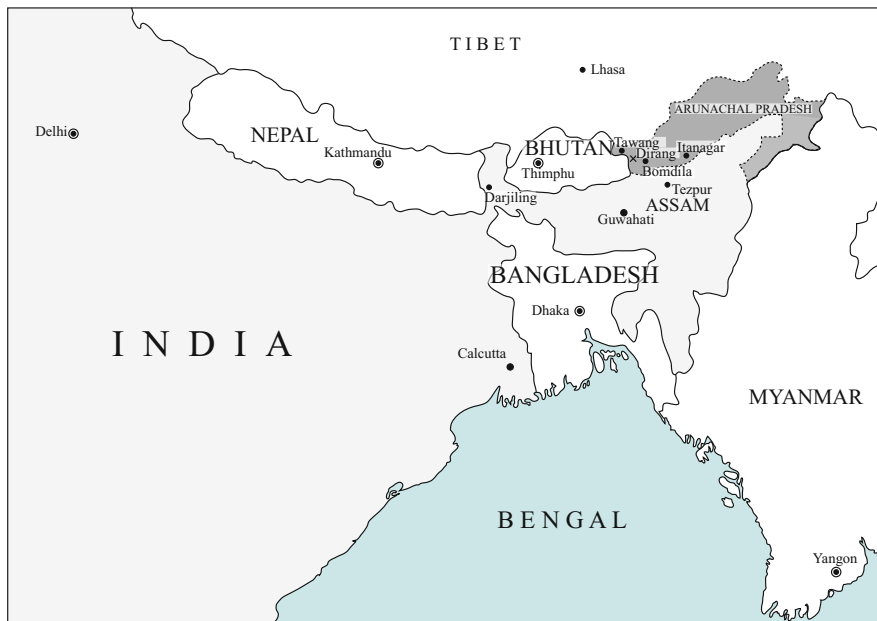 TIBET
Lhasa
ARUNACHAL PRADESH
Delhi
NEPAL
Kathmandu
BHUTAN
Thimphu
Tawang
Dirang
Itanagar
Bomdila
Tezpur
Darjiling
ASSAM
Guwahati
BANGLADESH
Dhaka
INDIA
Calcutta
MYANMAR
BENGAL
Yangon